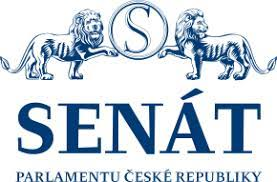 S
SENÁT
PARLAMENTU ČESKÉ REPUBLIKY